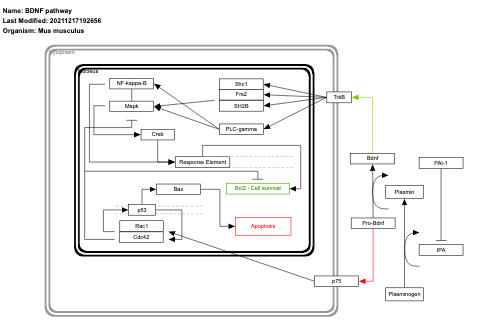 Name: BDNF pathway
Last Modified: 20211217192656
Organism: Mus musculus
Cytoplasm
Nucleus
NF-kappa-B
Shc1
Frs2
SH2B
TrkB
Mapk
PLC-gamma
Creb
Response Element
Bdnf
PAI-1
Bax
Bcl2 - Cell survival
Plasmin
p53
Rac1
Cdc42
Apoptosis
Pro-Bdnf
tPA
p75
Plasminogen